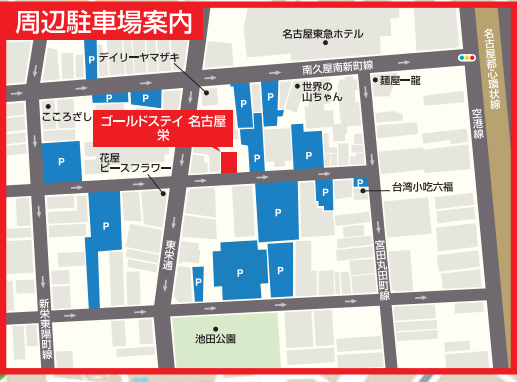 周辺駐車場案内
名古屋東急ホテル
デイリーヤマザキ
南久屋南新町線
名古屋都心環状線
P
世界の
山ちゃん
麺屋一龍
P
P
P
P
こころざし
ゴールドステイ 名古屋
栄
空港線
P
花屋
ピースフラワー
P
P
P
P
台湾小吃六福
P
P
東栄通
宮田丸田町線
P
P
P
新栄東陽町線
池田公園